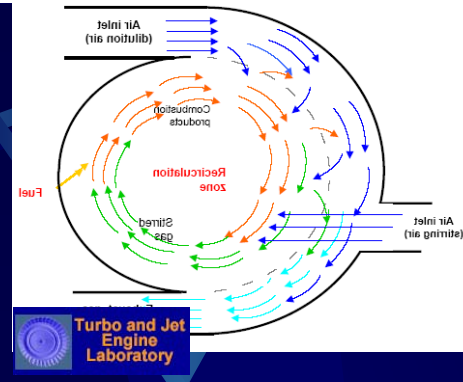 Air inlet
(dilution air)
Combustion
products
Recirculation
zone
Fuel
Stirred
gas
Air inlet
(stirring air)
Turbo and Jet
Engine
Laboratory